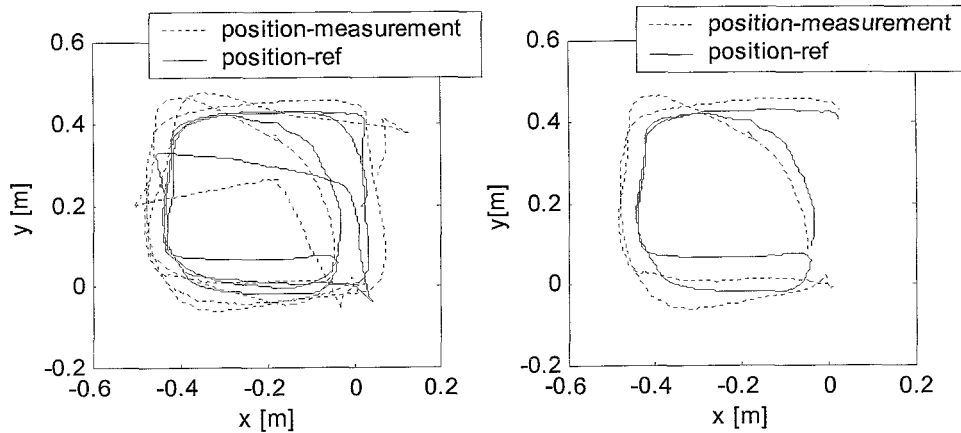 position-measurement
position-ref
0.6
0.4
0.2
0
0.2
y [m]
-0.6 -0.4 -0.2 0 0.2
x [m]
position-measurement
position-ref
0.6
0.4
0.2
0
0.2
y[m]
-0.6 -0.4 -0.2 0 0.2
x [m]